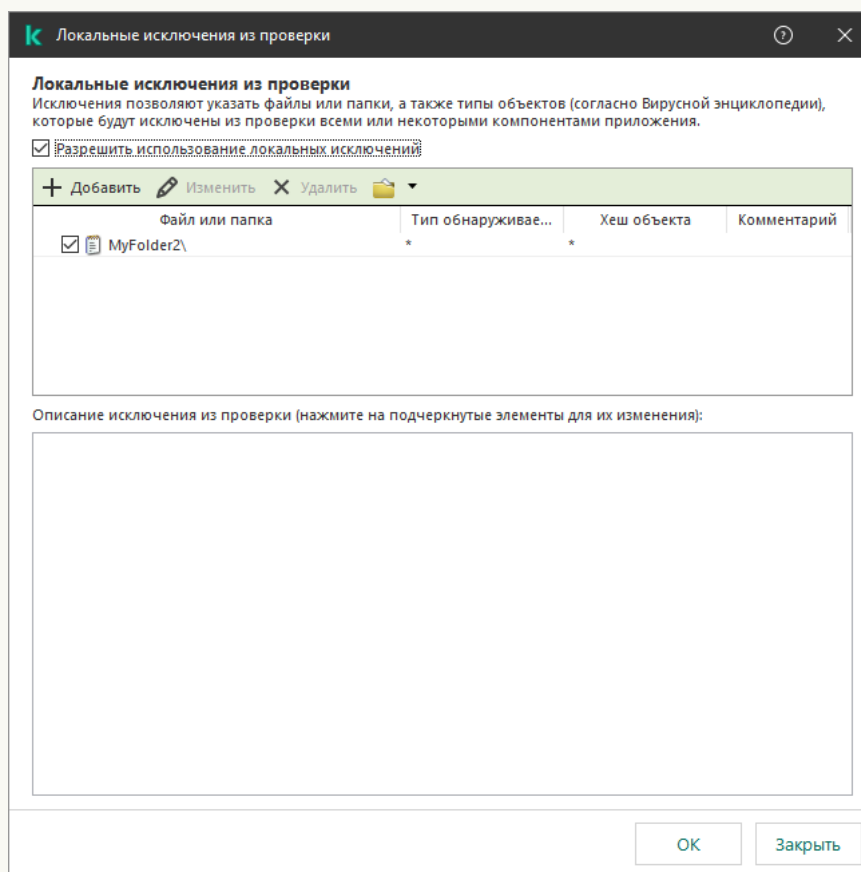 Локальные исключения из проверки
Локальные исключения из проверки
Исключения позволяют указать файлы или папки, а также типы объектов (согласно Вирусной энциклопедии),
которые будут исключены из проверки всеми или некоторыми компонентами приложения.
Разрешить использование локальных исключений
Добавить Изменить Удалить
Файл или папка Тип обнаруживае... Хеш объекта Комментарий
MyFolder2\ * *
Описание исключения из проверки (нажмите на подчеркнутые элементы для их изменения):
ОК Закрыть